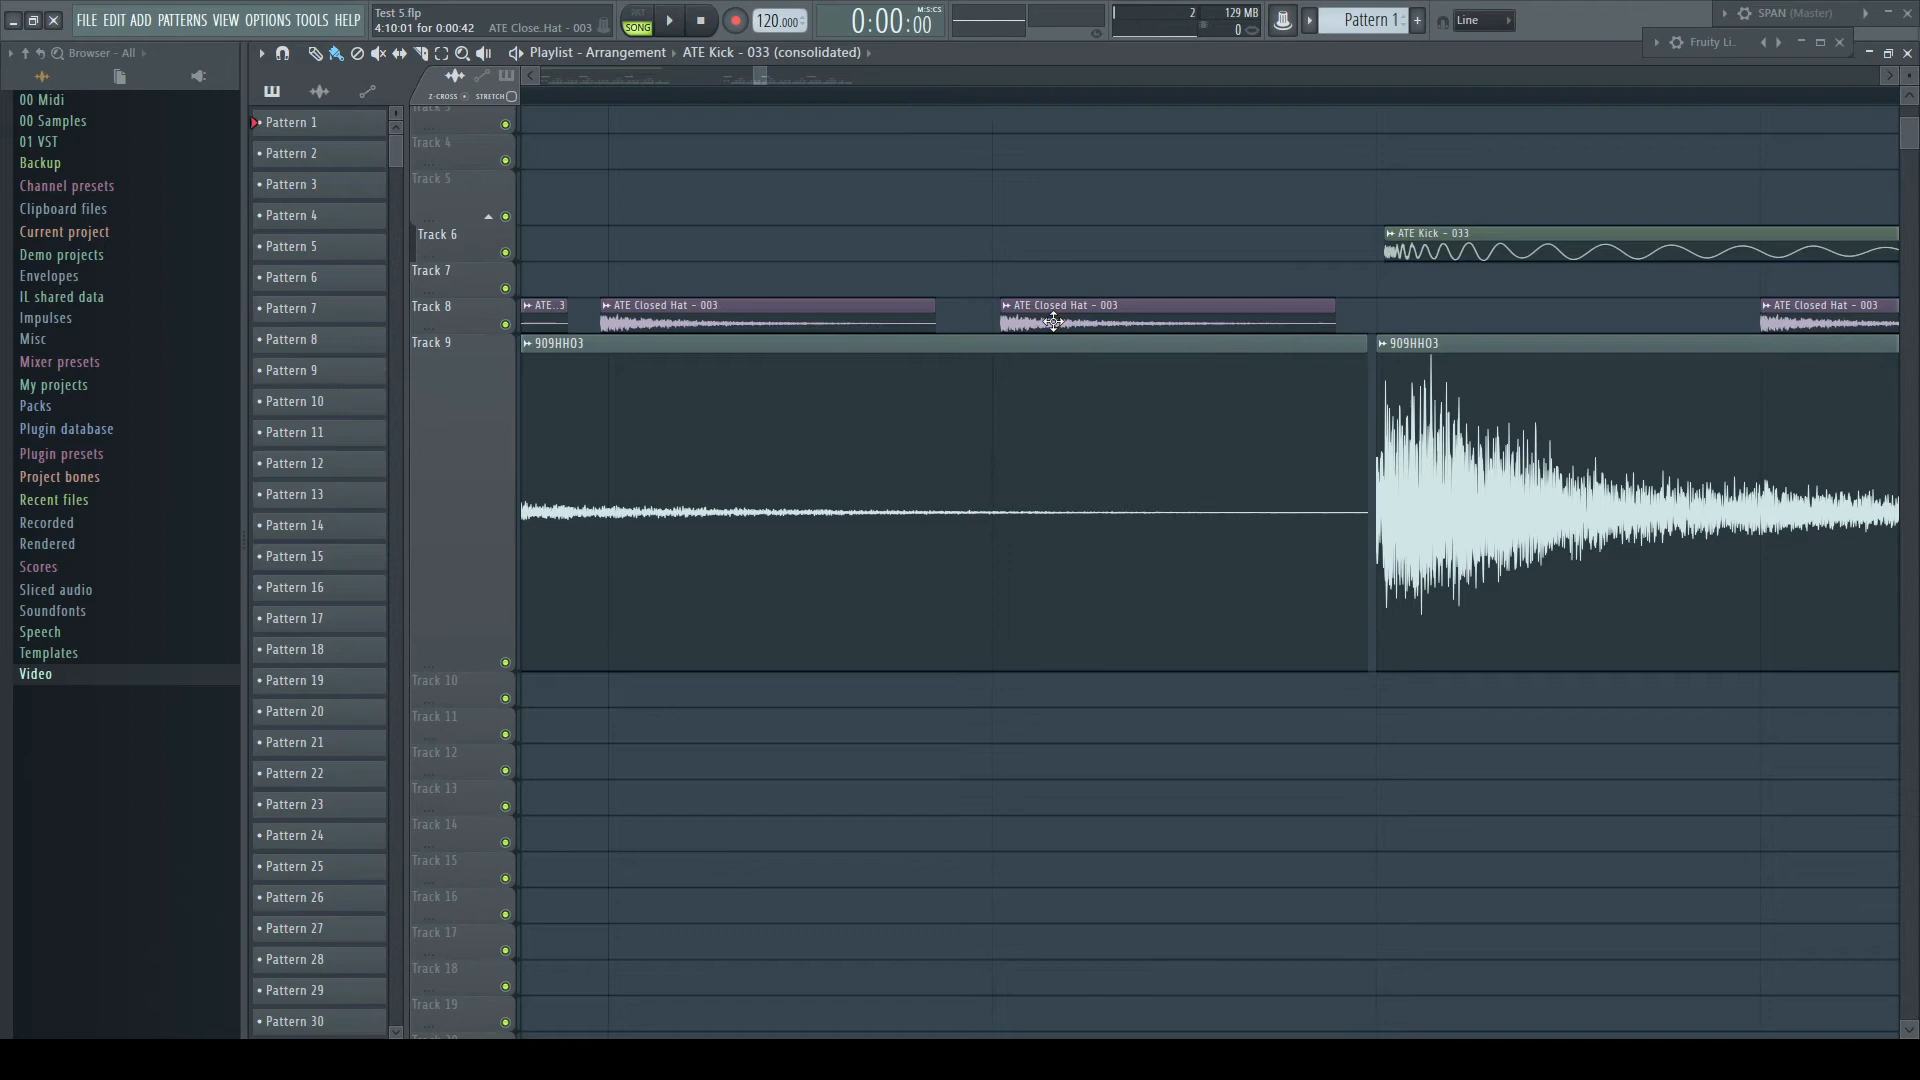 FILE EDIT ADD PATTERNS VIEW OPTIONS TOOLS HELP
Test 5.flp
4:10:01 for 0:00:42
ATE Close..Hat - 003
PAT
SONG
120.000
0:00:00
M:S:CS
2
129 MB
0
Pattern 1
Line
SPAN (Master)
Fruity Li..
Browser - All
Playlist - Arrangement
ATE Kick - 033 (consolidated)
Z-CROSS
STRETCH
00 Midi
00 Samples
01 VST
Backup
Channel presets
Clipboard files
Current project
Demo projects
Envelopes
IL shared data
Impulses
Misc
Mixer presets
My projects
Packs
Plugin database
Plugin presets
Project bones
Recent files
Recorded
Rendered
Scores
Sliced audio
Soundfonts
Speech
Templates
Video
Pattern 1
Pattern 2
Pattern 3
Pattern 4
Pattern 5
Pattern 6
Pattern 7
Pattern 8
Pattern 9
Pattern 10
Pattern 11
Pattern 12
Pattern 13
Pattern 14
Pattern 15
Pattern 16
Pattern 17
Pattern 18
Pattern 19
Pattern 20
Pattern 21
Pattern 22
Pattern 23
Pattern 24
Pattern 25
Pattern 26
Pattern 27
Pattern 28
Pattern 29
Pattern 30
Track 4
Track 5
Track 6
ATE Kick - 033
Track 7
Track 8
ATE..3
ATE Closed Hat - 003
ATE Closed Hat - 003
ATE Closed Hat - 003
Track 9
909HHO3
909HHO3
Track 10
Track 11
Track 12
Track 13
Track 14
Track 15
Track 16
Track 17
Track 18
Track 19